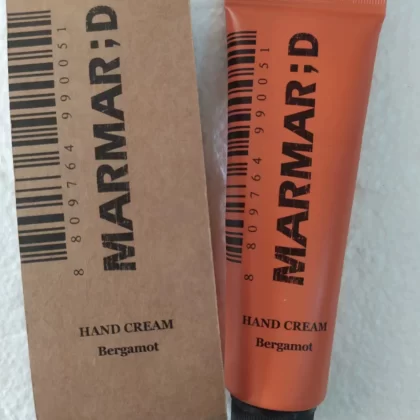 MARMAR;D
8 809764 990051
HAND CREAM
Bergamot
MARMAR;D
8 809764 990051
HAND CREAM
Bergamot